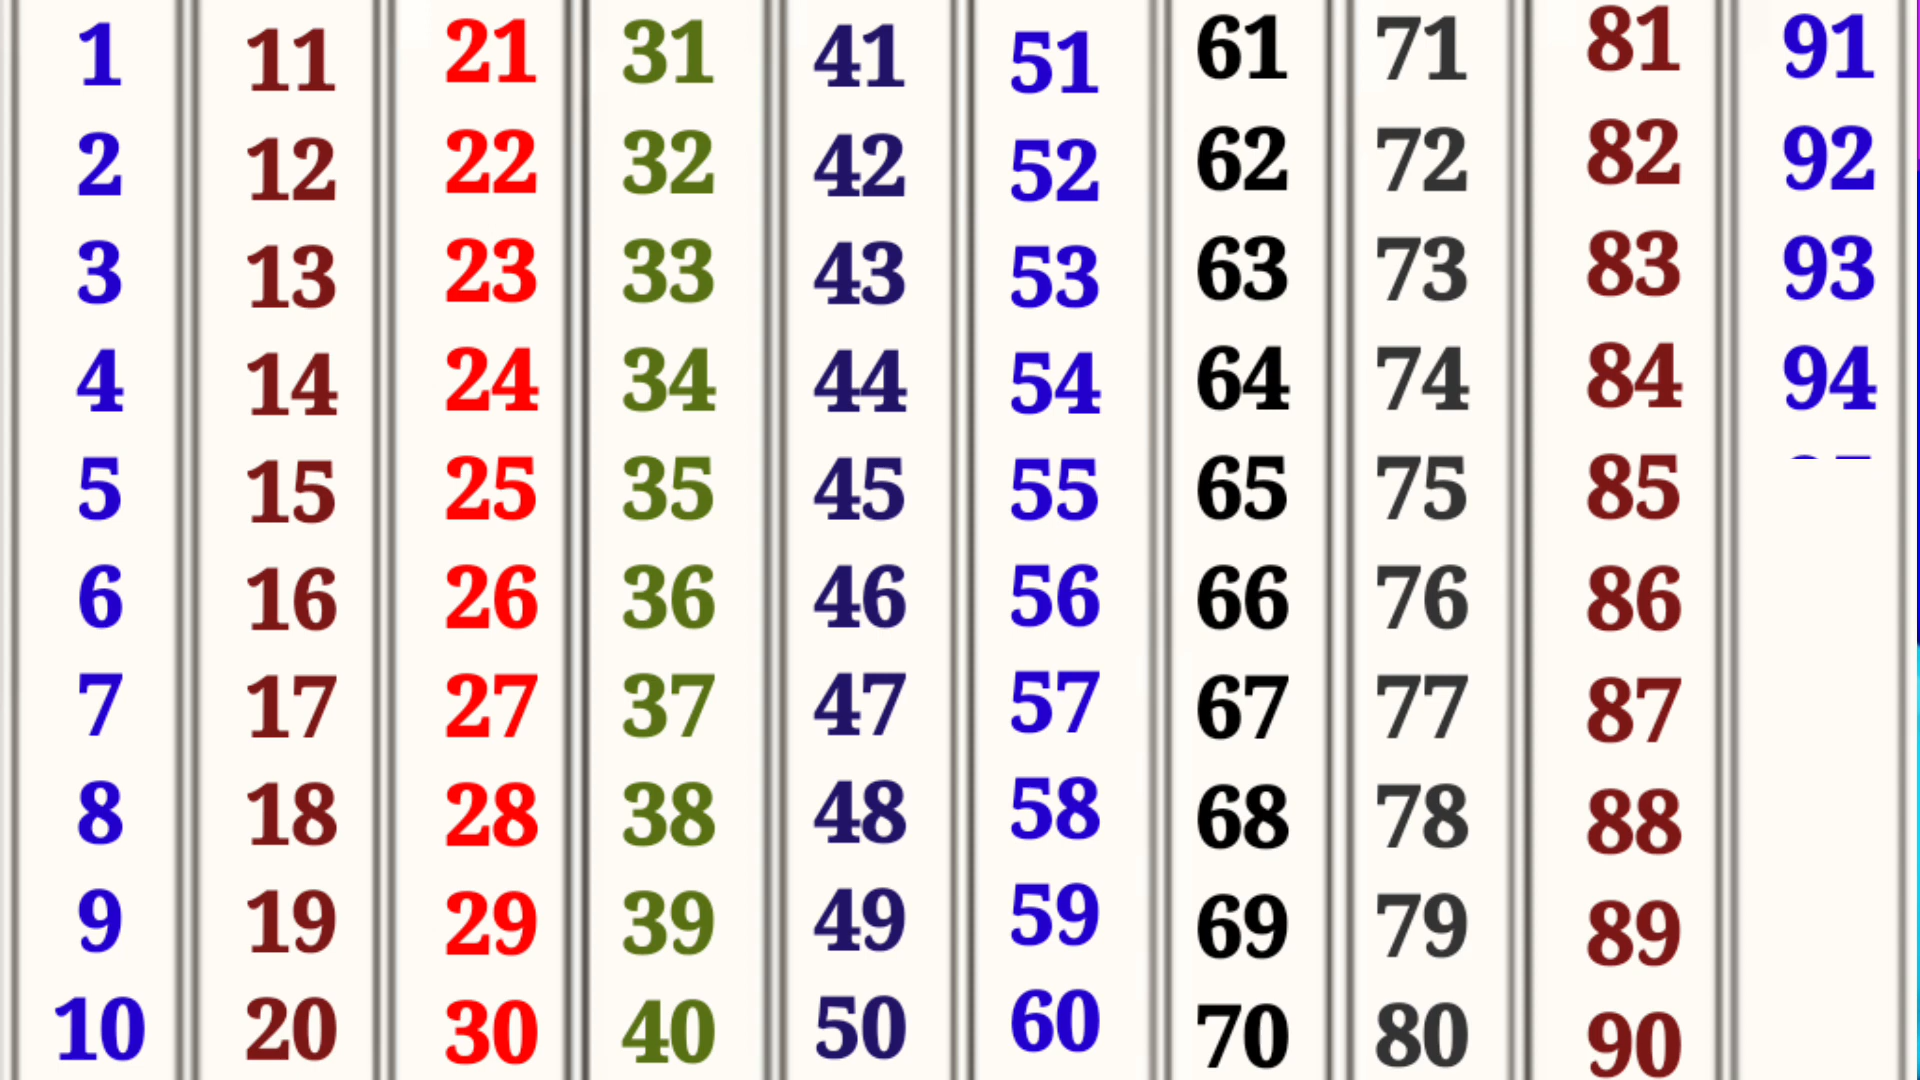 1 11 21 31 41 51 61 71 81 91
2 12 22 32 42 52 62 72 82 92
3 13 23 33 43 53 63 73 83 93
4 14 24 34 44 54 64 74 84 94
5 15 25 35 45 55 65 75 85
6 16 26 36 46 56 66 76 86
7 17 27 37 47 57 67 77 87
8 18 28 38 48 58 68 78 88
9 19 29 39 49 59 69 79 89
10 20 30 40 50 60 70 80 90